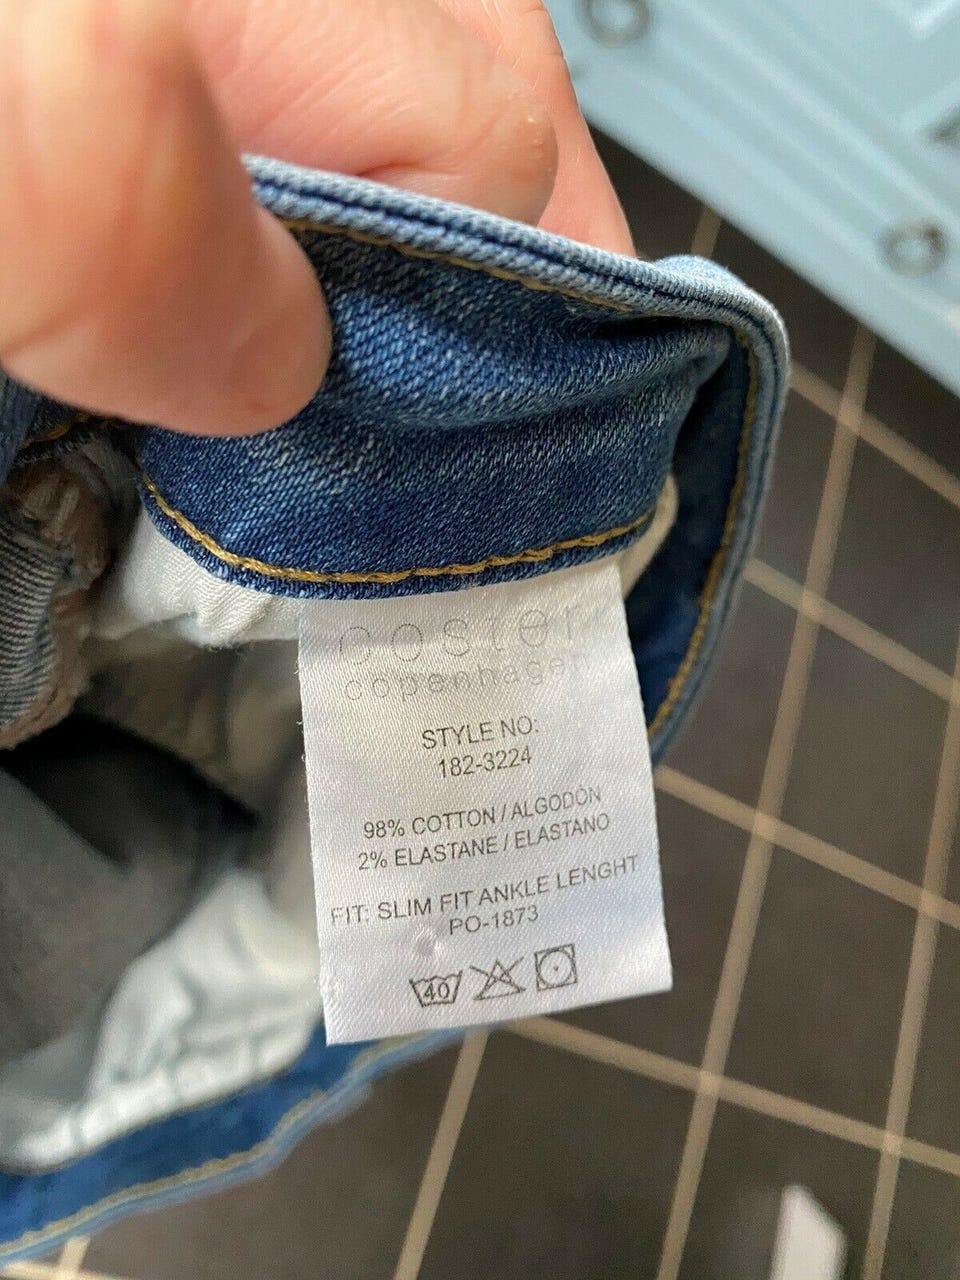 coster
copenhagen
STYLE NO:
182-3224
98% COTTON / ALGODÓN
2% ELASTANE / ELASTANO
FIT: SLIM FIT ANKLE LENGHT
PO-1873
40